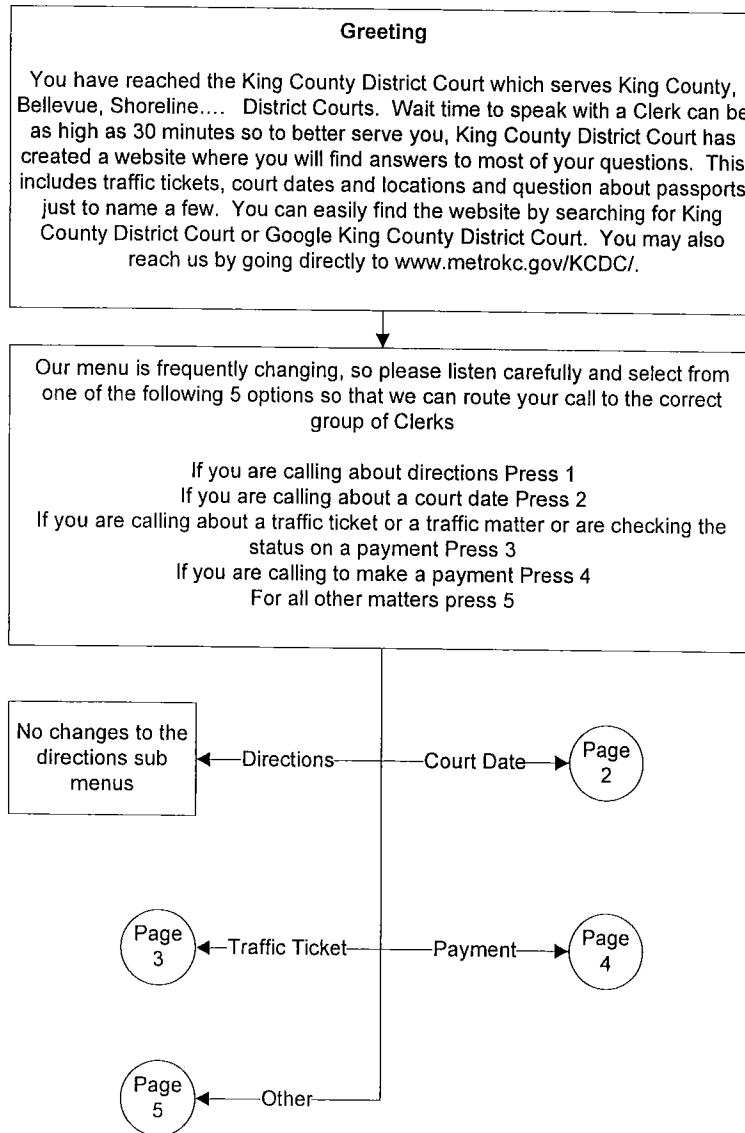 Greeting
You have reached the King County District Court which serves King County,
Bellevue, Shoreline.... District Courts. Wait time to speak with a Clerk can be
as high as 30 minutes so to better serve you, King County District Court has
created a website where you will find answers to most of your questions. This
includes traffic tickets, court dates and locations and question about passports
just to name a few. You can easily find the website by searching for King
County District Court or Google King County District Court. You may also
reach us by going directly to www.metrokc.gov/KCDC/.
Our menu is frequently changing, so please listen carefully and select from
one of the following 5 options so that we can route your call to the correct
group of Clerks
If you are calling about directions Press 1
If you are calling about a court date Press 2
If you are calling about a traffic ticket or a traffic matter or are checking the
status on a payment Press 3
If you are calling to make a payment Press 4
For all other matters press 5
No changes to the
directions sub
menus
Directions
Court Date
Page
2
Page
3
Traffic Ticket
Payment
Page
4
Page
5
Other